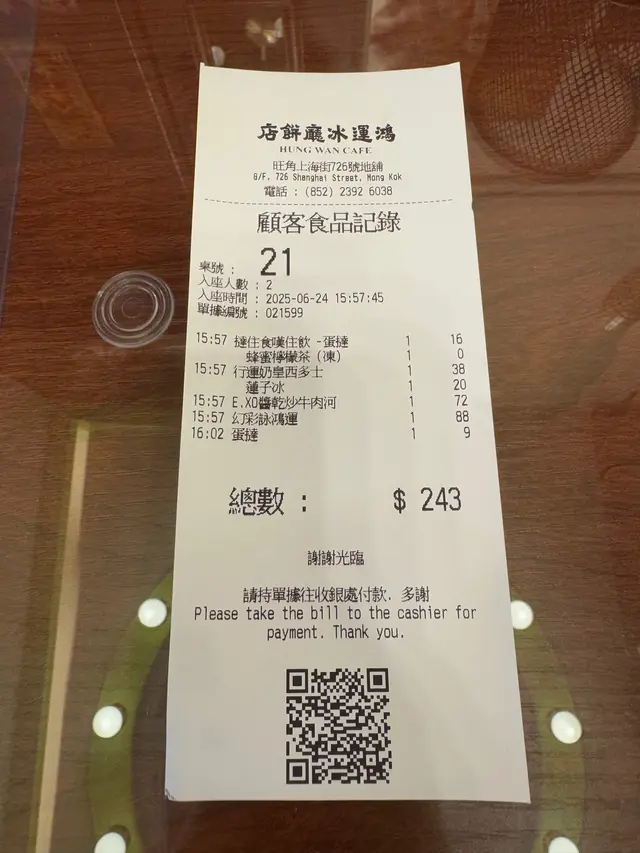 鴻運冰廳餅店
HUNG WAN CAFE
旺角上海街726號地舖
G/F, 726 Shanghai Street, Mong Kok
電話 : (852) 2392 6038
顧客食品記錄
枱號 : 21
入座人數 : 2
入座時間 : 2025-06-24 15:57:45
單據編號 : 021599
15:57 撻住食嘆住飲 -蛋撻 1 16
蜂蜜檸檬茶 (凍) 1 0
15:57 行運奶皇西多士 1 38
蓮子冰 1 20
15:57 E.XO醬乾炒牛肉河 1 72
15:57 幻彩詠鴻運 1 88
16:02 蛋撻 1 9
總數 : $ 243
謝謝光臨
請持單據往收銀處付款. 多謝
Please take the bill to the cashier for
payment. Thank you.